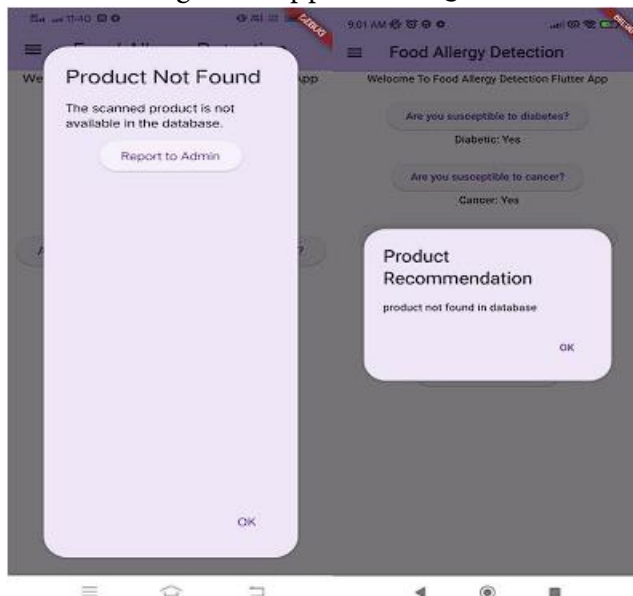 11:40
DEBUG
We
App
Product Not Found
The scanned product is not
available in the database.
Report to Admin
A
?
OK
9:01 AM
Food Allergy Detection
Welcome To Food Allergy Detection Flutter App
Are you susceptible to diabetes?
Diabetic: Yes
Are you susceptible to cancer?
Cancer: Yes
Product
Recommendation
product not found in database
OK